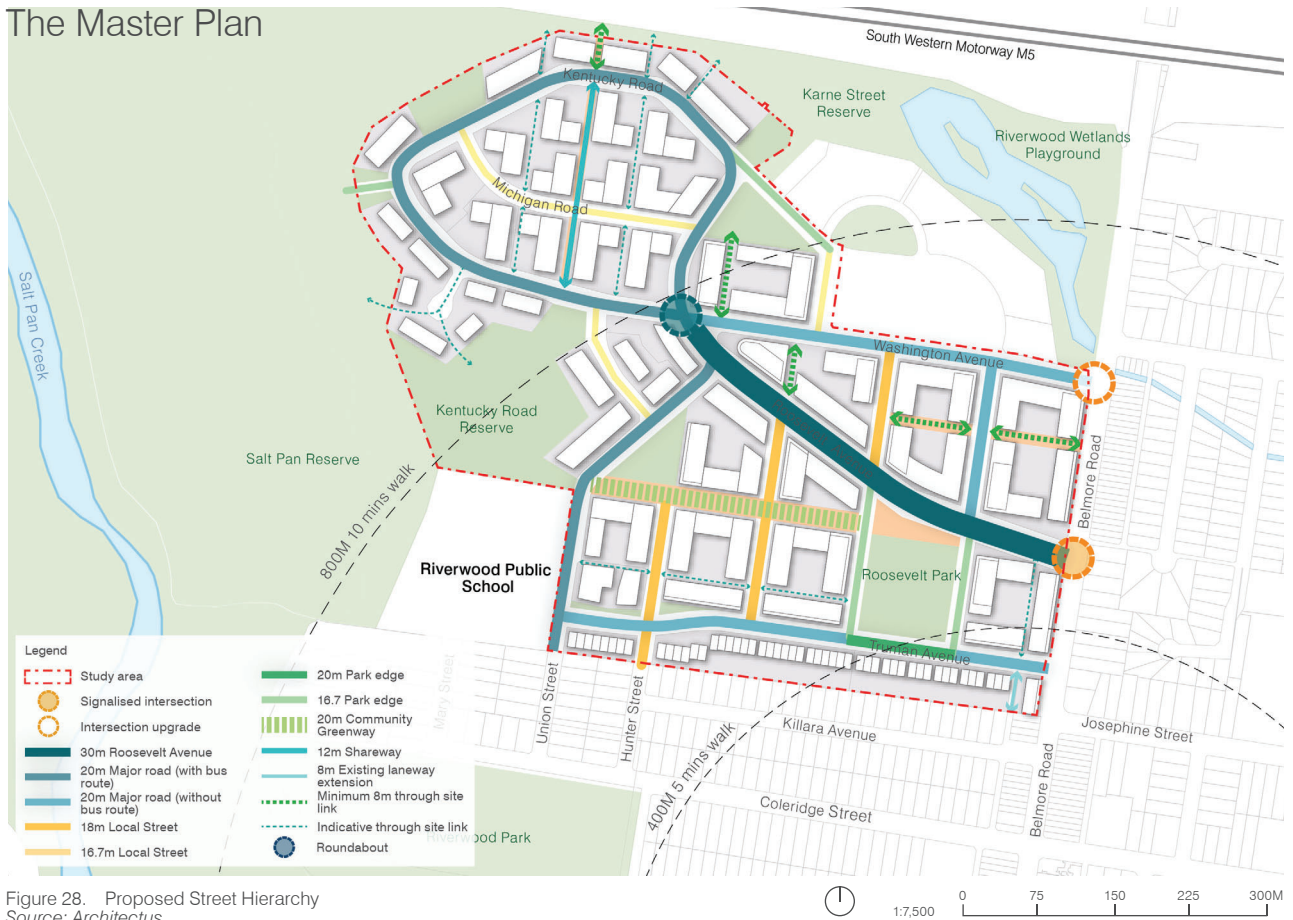 The Master Plan
South Western Motorway M5
Kentucky Road
Karne Street
Reserve
Riverwood Wetlands
Playground
Michigan Road
Salt Pan Creek
Washington Avenue
Kentucky Road
Reserve
Belmore Road
Salt Pan Reserve
800M 10 mins walk
Riverwood Public
School
Roosevelt Park
Truman Avenue
Mary Street
Union Street
Hunter Street
Killara Avenue
Josephine Street
400M 5 mins walk
Coleridge Street
Belmore Road
Riverwood Park
Legend
Study area
Signalised intersection
Intersection upgrade
30m Roosevelt Avenue
20m Major road (with bus
route)
20m Major road (without
bus route)
18m Local Street
16.7m Local Street
20m Park edge
16.7 Park edge
20m Community
Greenway
12m Shareway
8m Existing laneway
extension
Minimum 8m through site
link
Indicative through site link
Roundabout
Figure 28. Proposed Street Hierarchy
Source: Architectus
1:7,500
0 75 150 225 300M